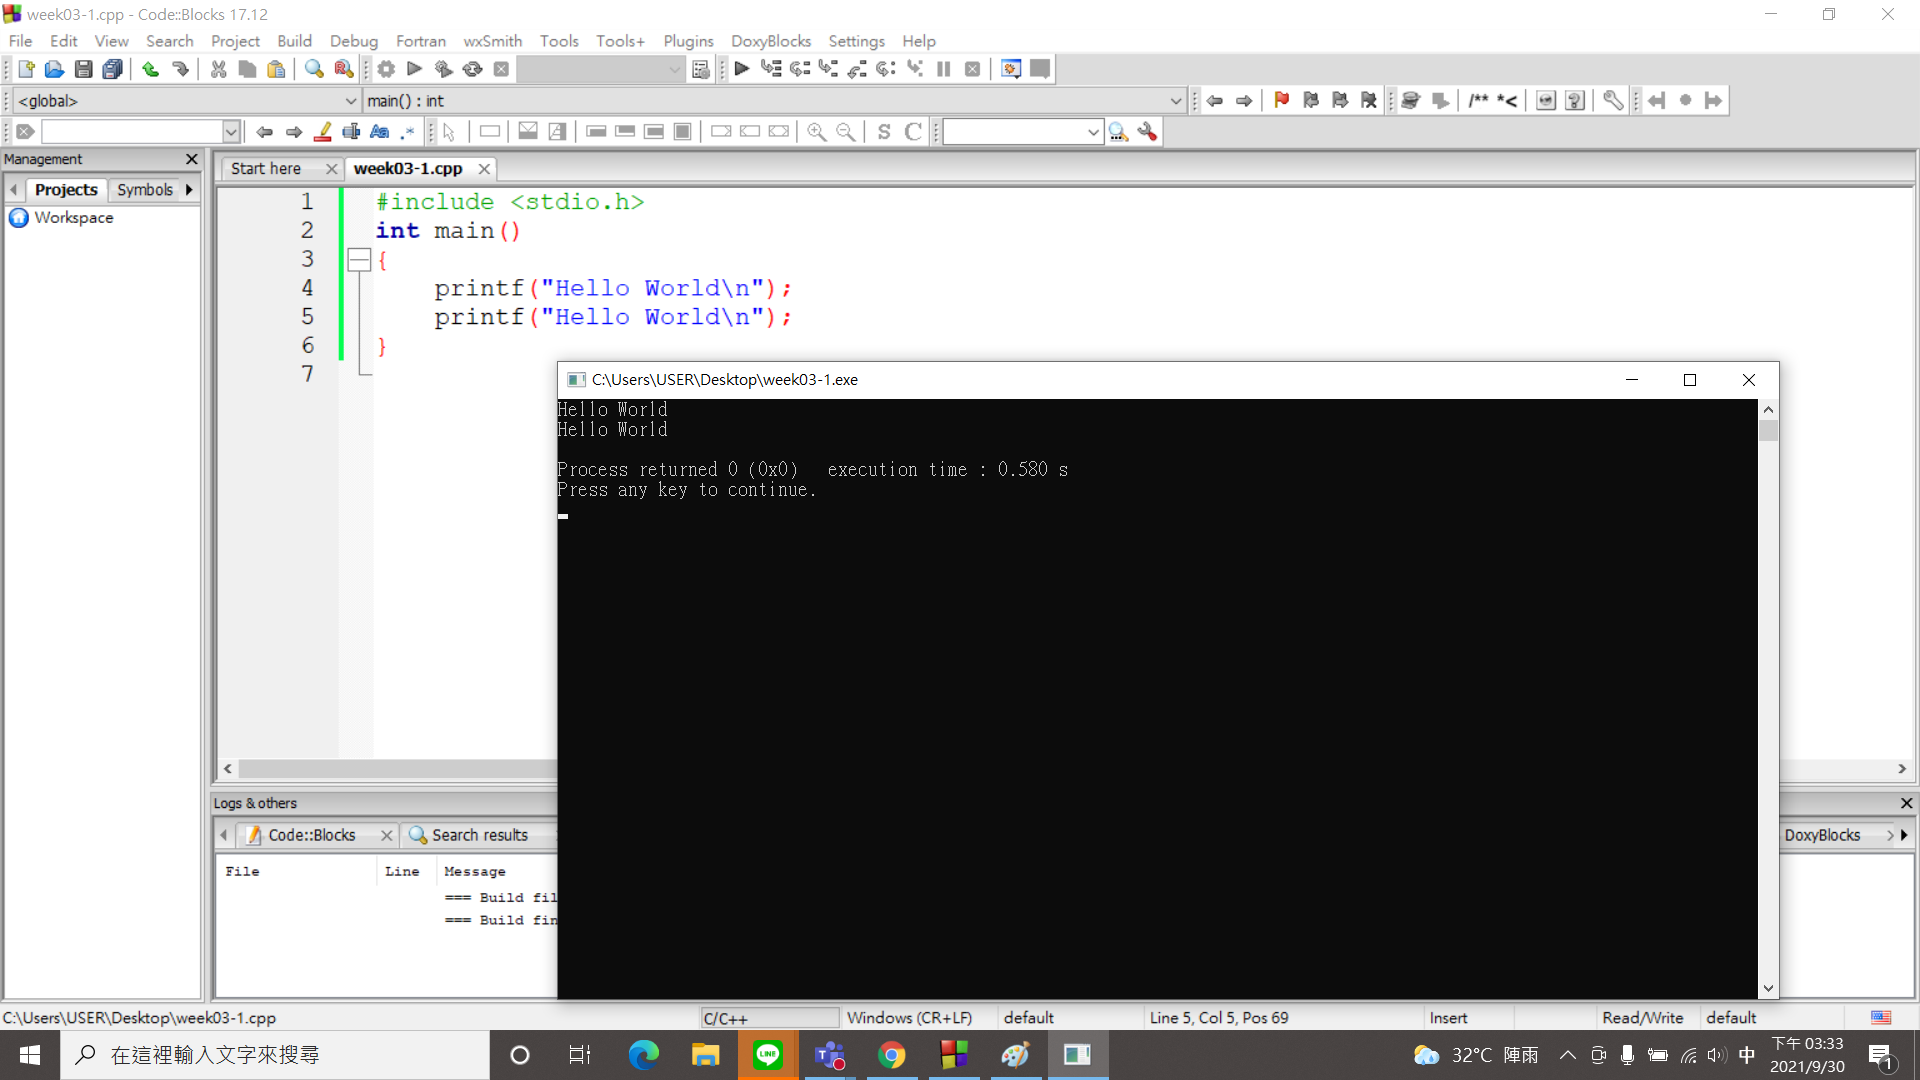 week03-1.cpp - Code::Blocks 17.12
File Edit View Search Project Build Debug Fortran wxSmith Tools Tools+ Plugins DoxyBlocks Settings Help
<global> main() : int
/** *<
S C
Management
Projects Symbols
Workspace
Start here week03-1.cpp
1 #include <stdio.h>
2 int main()
3 {
4 printf("Hello World\n");
5 printf("Hello World\n");
6 }
7
C:\Users\USER\Desktop\week03-1.exe
Hello World
Hello World
Process returned 0 (0x0) execution time : 0.580 s
Press any key to continue.
Logs & others
Code::Blocks Search results DoxyBlocks
File Line Message
=== Build fil
=== Build fin
C:\Users\USER\Desktop\week03-1.cpp C/C++ Windows (CR+LF) default Line 5, Col 5, Pos 69 Insert Read/Write default
在這裡輸入文字來搜尋
LINE
32°C 陣雨
中
下午 03:33
2021/9/30
1